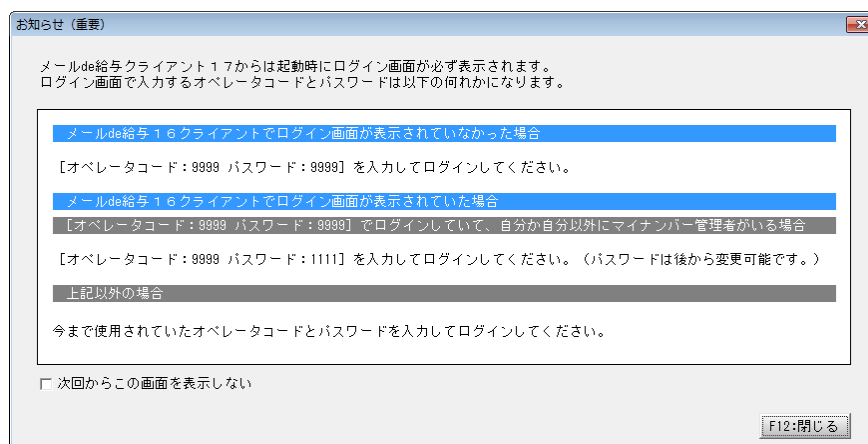 お知らせ（重要）
メールde給与クライアント１７からは起動時にログイン画面が必ず表示されます。
ログイン画面で入力するオペレータコードとパスワードは以下の何れかになります。
メールde給与１６クライアントでログイン画面が表示されていなかった場合
［オペレータコード：9999 パスワード：9999］を入力してログインしてください。
メールde給与１６クライアントでログイン画面が表示されていた場合
［オペレータコード：9999 パスワード：9999］でログインしていて、自分か自分以外にマイナンバー管理者がいる場合
［オペレータコード：9999 パスワード：1111］を入力してログインしてください。（パスワードは後から変更可能です。）
上記以外の場合
今まで使用されていたオペレータコードとパスワードを入力してログインしてください。
次回からこの画面を表示しない
F12:閉じる